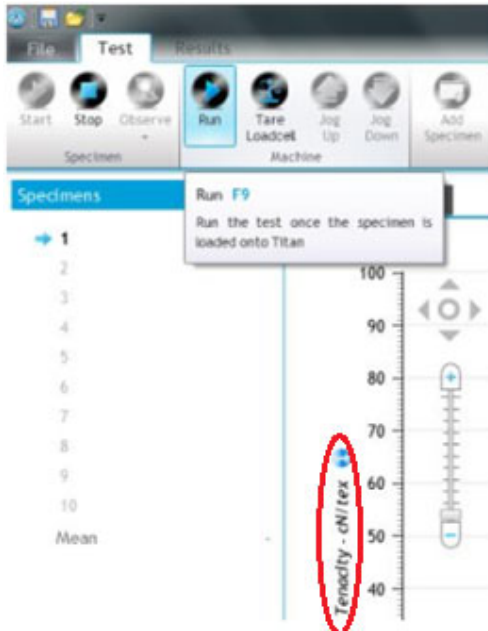 File Test Results
Start Stop Observe Run Tare Loadcell Jog Up Jog Down Add Specimen
Specimen Machine
Specimens
Run F9
Run the test once the specimen is
loaded onto Titan
1
2
3
4
5
6
7
8
9
10
Mean -
100
90
80
70
60
50
40
Tenacity - cN/tex